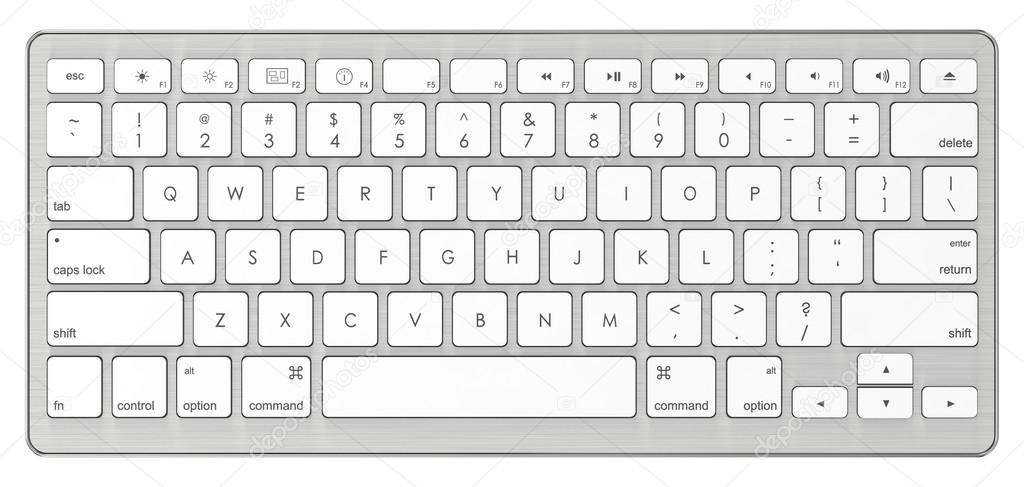 esc F1 F2 F2 F4 F5 F6 F7 F8 F9 F10 F11 F12
~ ! @ # $ % ^ & * ( ) — +
` 1 2 3 4 5 6 7 8 9 0 - = delete
tab Q W E R T Y U I O P { [ } ] | \
caps lock A S D F G H J K L : ; “ ‘ enter return
shift Z X C V B N M < , > . ? / shift
fn control alt option ⌘ command ⌘ command alt option
depositphotos